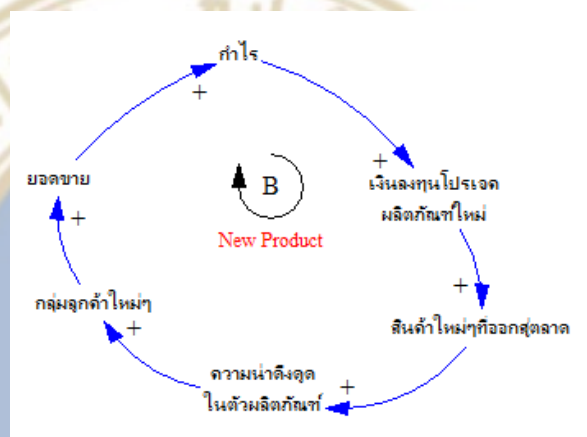 กำไร
+
+
ยอดขาย
เงินลงทุนโปรเจค
ผลิตภัณฑ์ใหม่
B
+
New Product
+
กลุ่มลูกค้าใหม่ๆ
+
สินค้าใหม่ๆที่ออกสู่ตลาด
ความน่าดึงดูด
ในตัวผลิตภัณฑ์
+